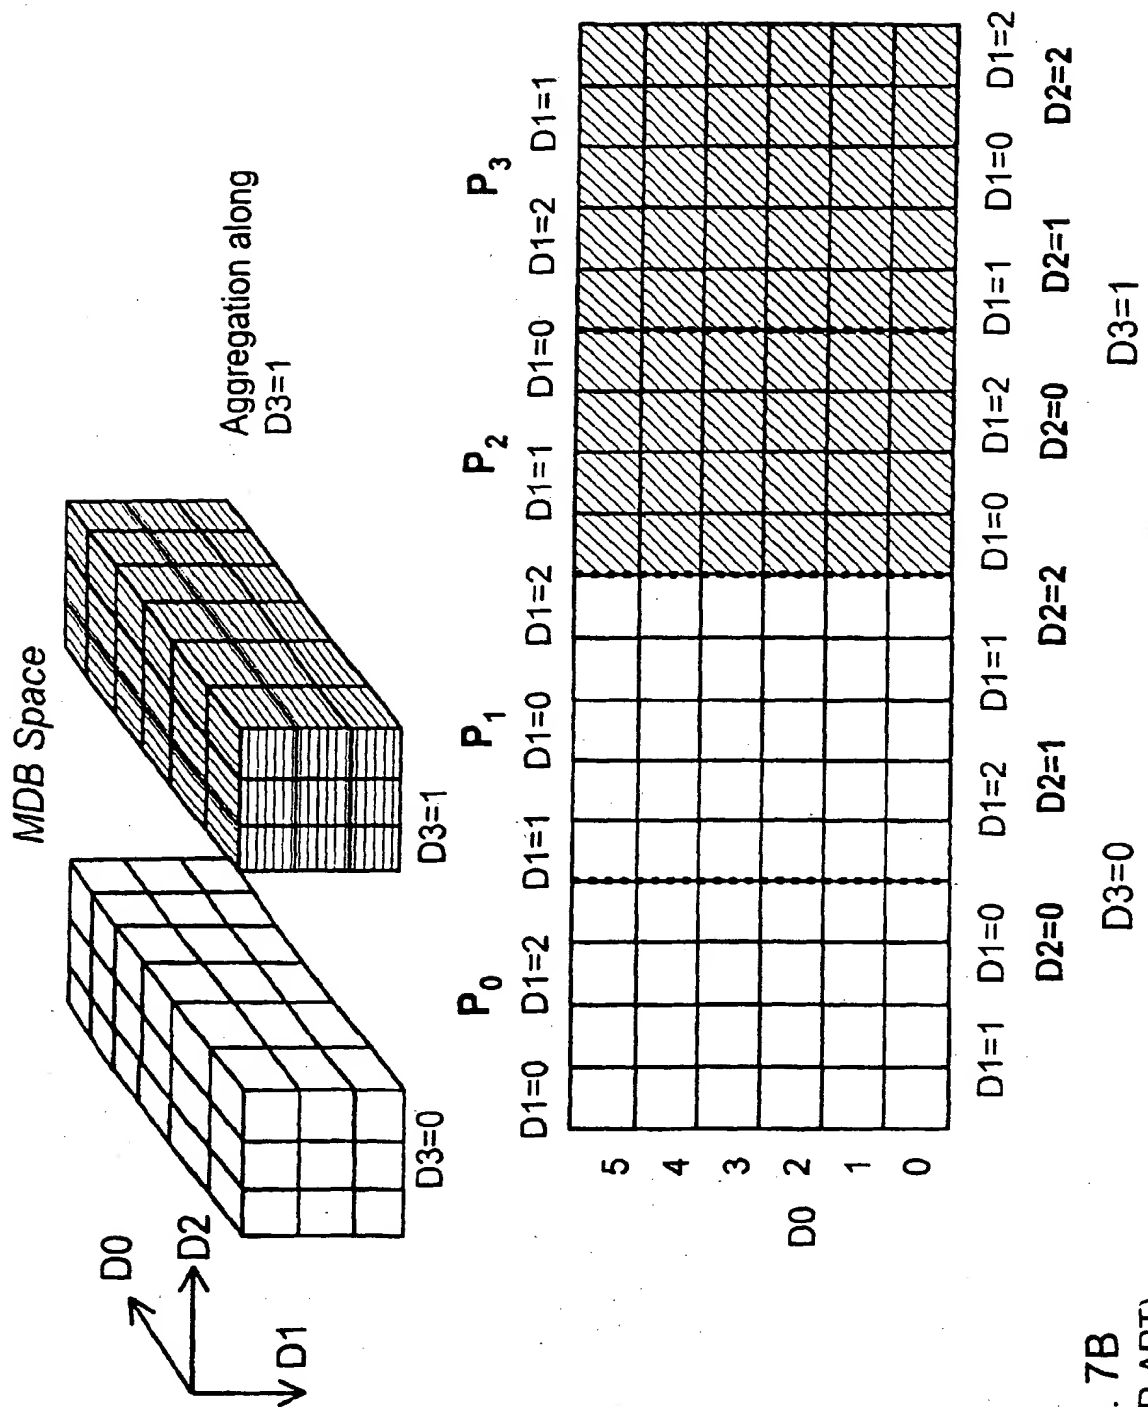 MDB Space
D0
D2
D1
D3=0 D3=1
Aggregation along
D3=1
P0 P1 P2 P3
D1=0 D1=2 D1=1 D1=0 D1=2 D1=1 D1=0 D1=2 D1=1
5
4
3
2
D0
1
0
D1=1 D1=0 D1=2 D1=1 D1=0 D1=2 D1=1 D1=0 D1=2
D2=0 D2=1 D2=2 D2=0 D2=1 D2=2
D3=0 D3=1
. 7B
ART)